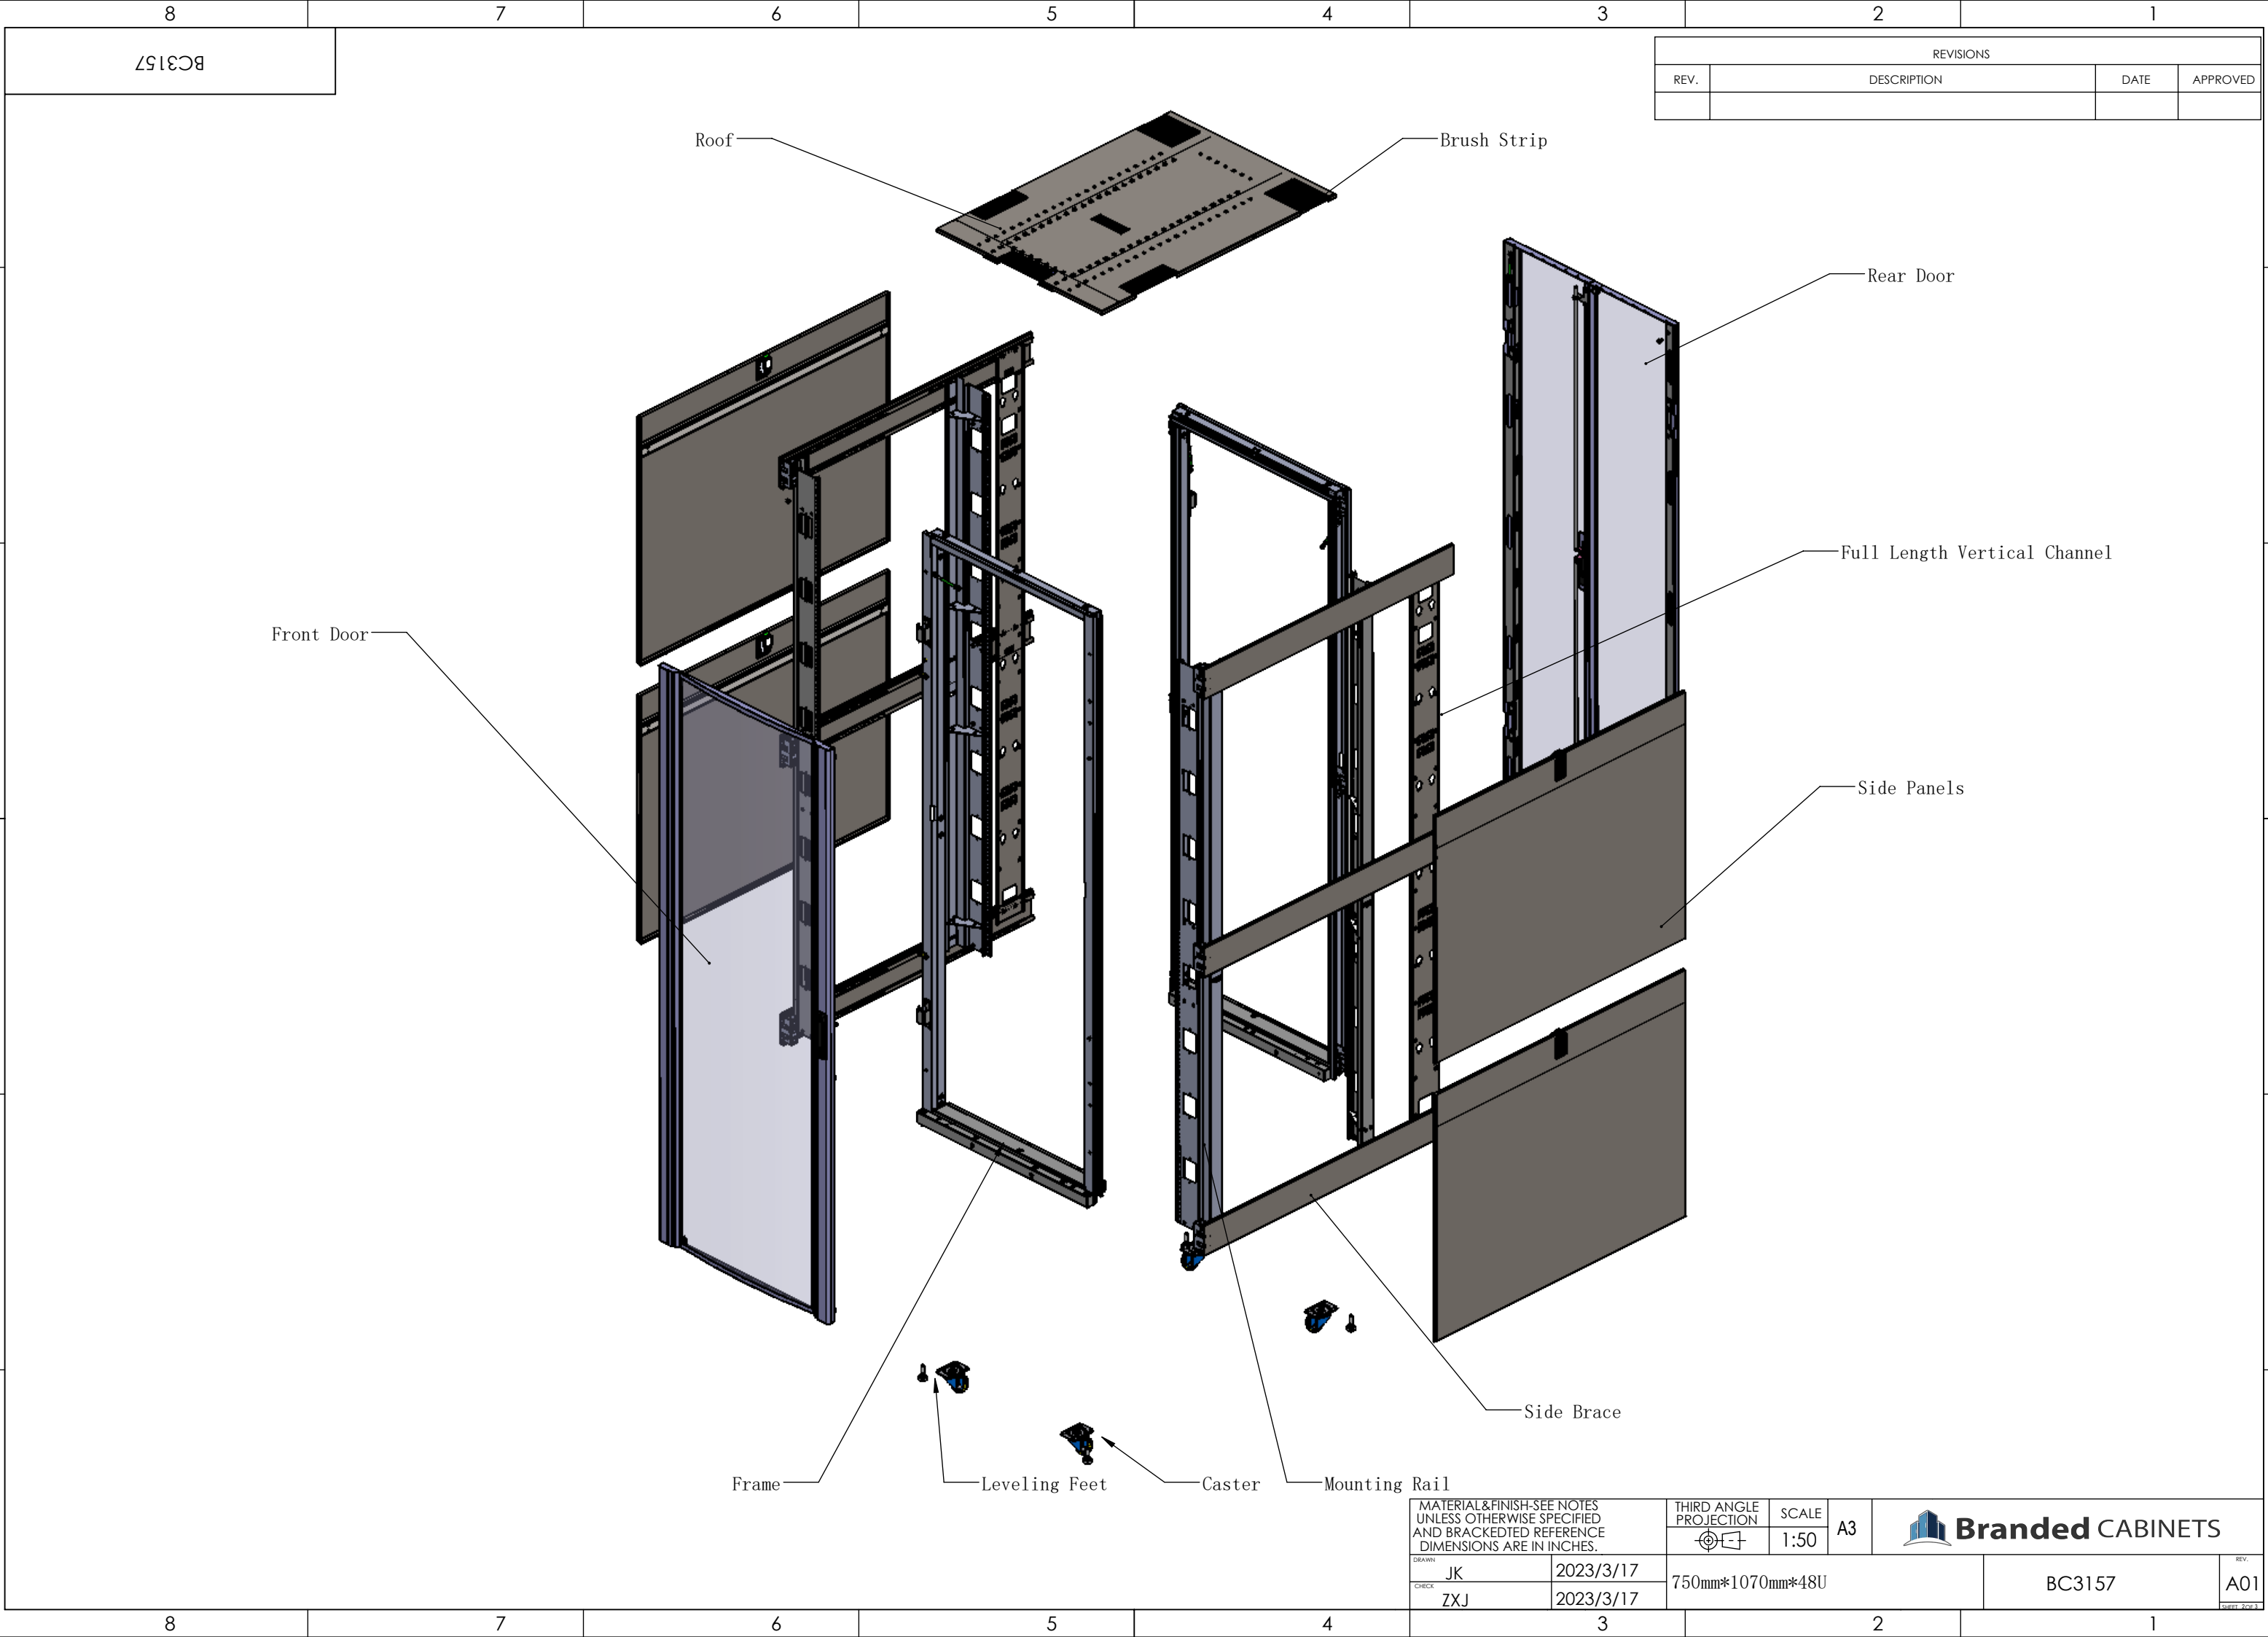 8 7 6 5 4 3 2 1
BC3157
REVISIONS
REV. DESCRIPTION DATE APPROVED
Roof
Brush Strip
Rear Door
Full Length Vertical Channel
Front Door
Side Panels
Side Brace
Frame
Leveling Feet
Caster
Mounting Rail
MATERIAL&FINISH-SEE NOTES
UNLESS OTHERWISE SPECIFIED
AND BRACKEDTED REFERENCE
DIMENSIONS ARE IN INCHES.
THIRD ANGLE
PROJECTION
SCALE
1:50
A3
Branded CABINETS
DRAWN
JK 2023/3/17
CHECK
ZXJ 2023/3/17
750mm*1070mm*48U
BC3157
REV.
A01
SHEET 2 OF 3
8 7 6 5 4 3 2 1